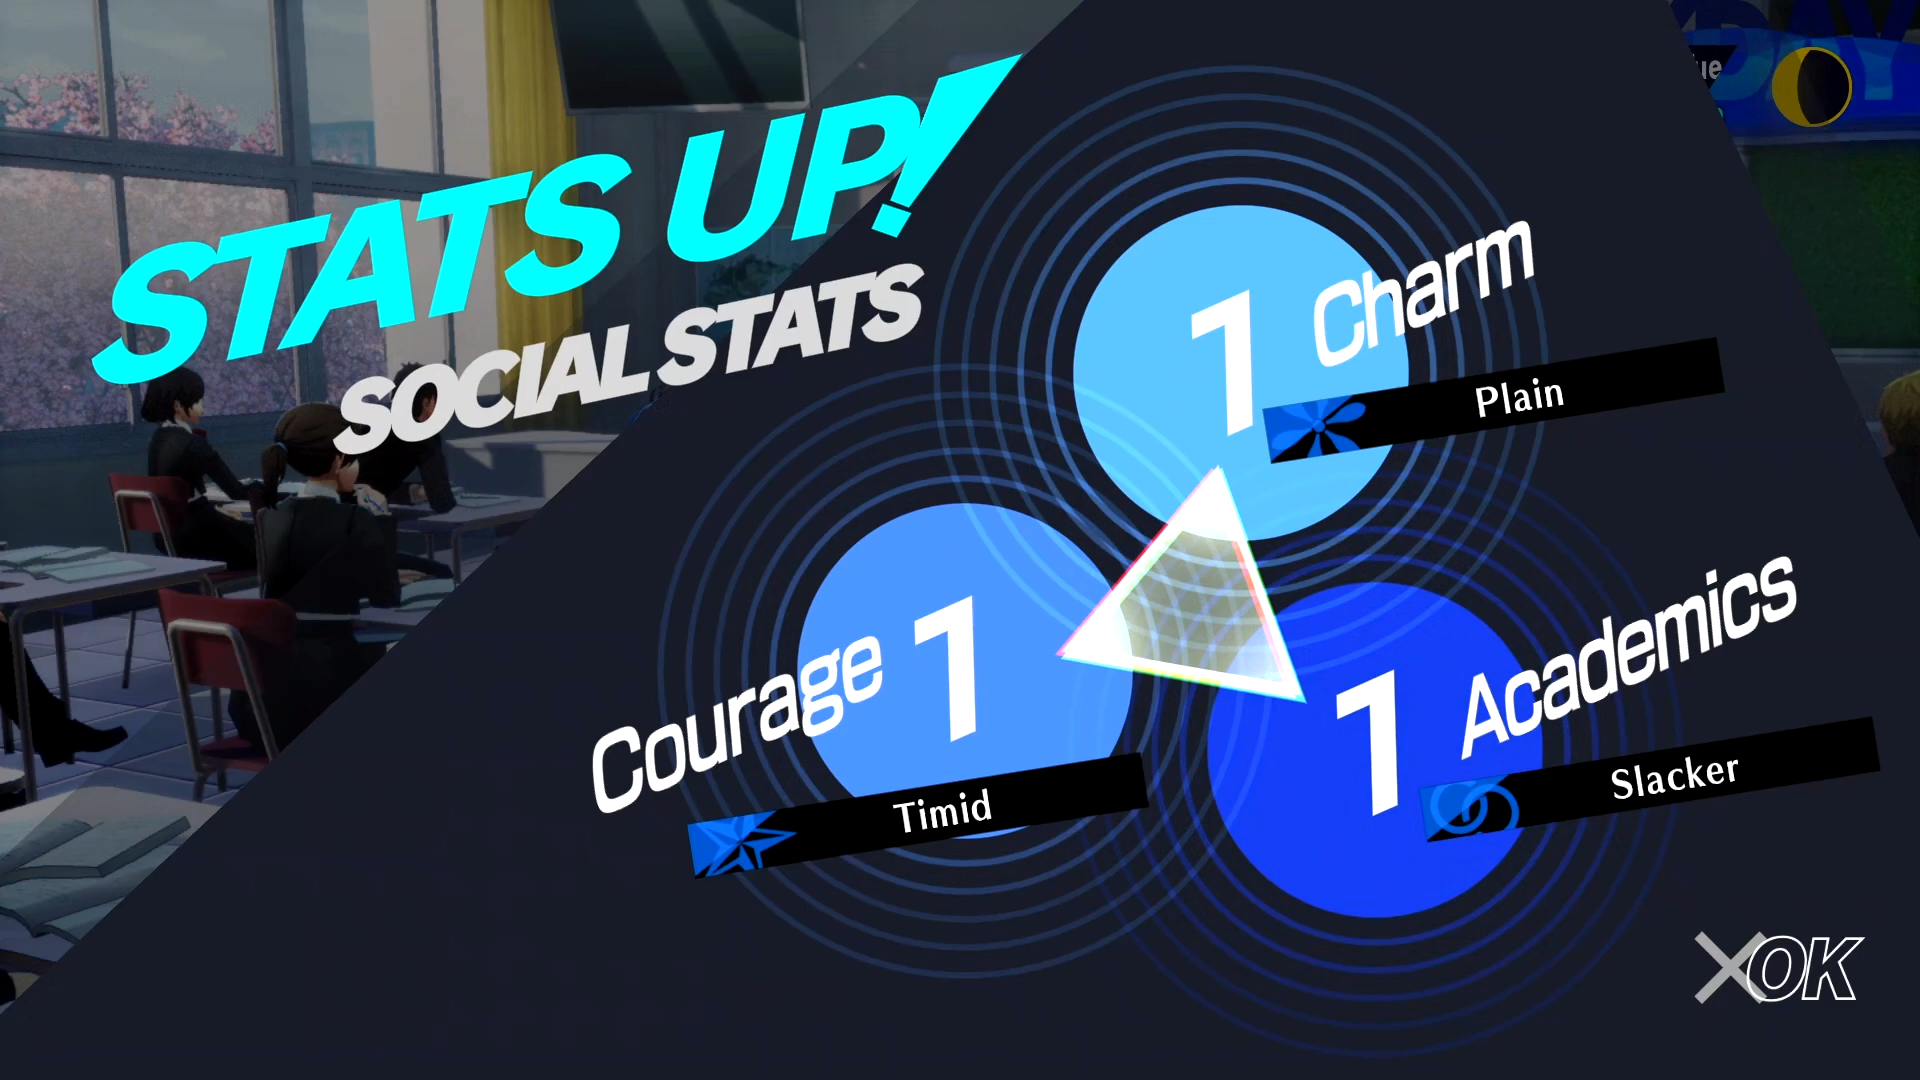 STATS UP!
SOCIAL STATS
1 Charm
Plain
Courage 1
Timid
1 Academics
Slacker
OK